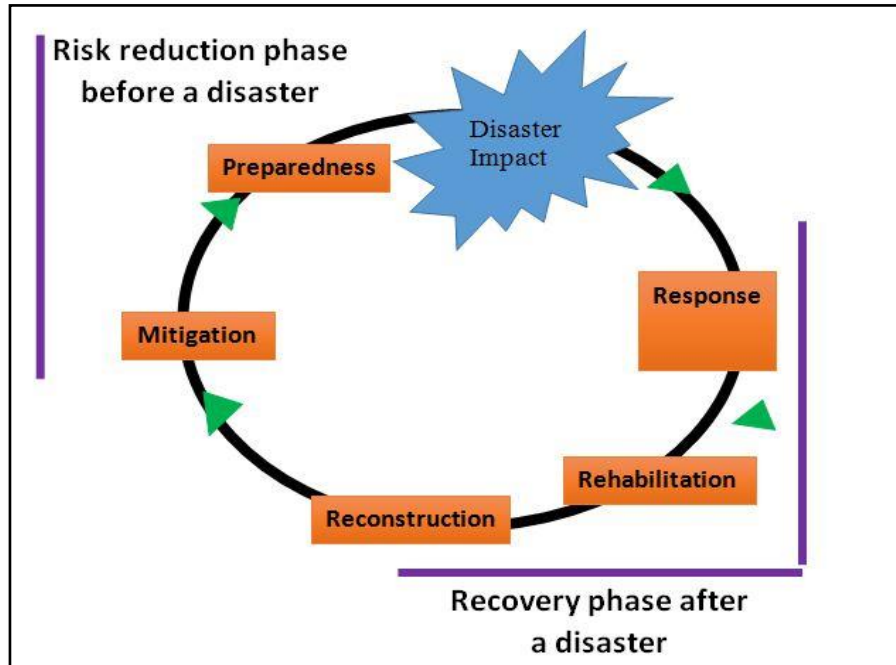 Risk reduction phase
before a disaster
Disaster
Impact
Preparedness
Response
Mitigation
Rehabilitation
Reconstruction
Recovery phase after
a disaster